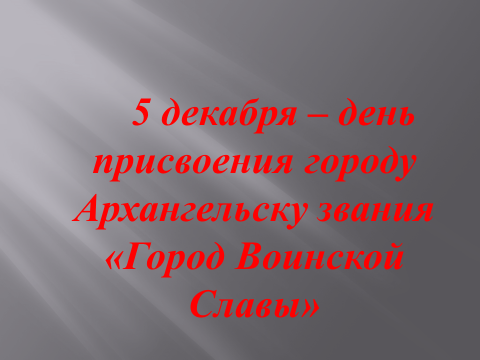 5 декабря – день
присвоения городу
Архангельску звания
«Город Воинской
Славы»